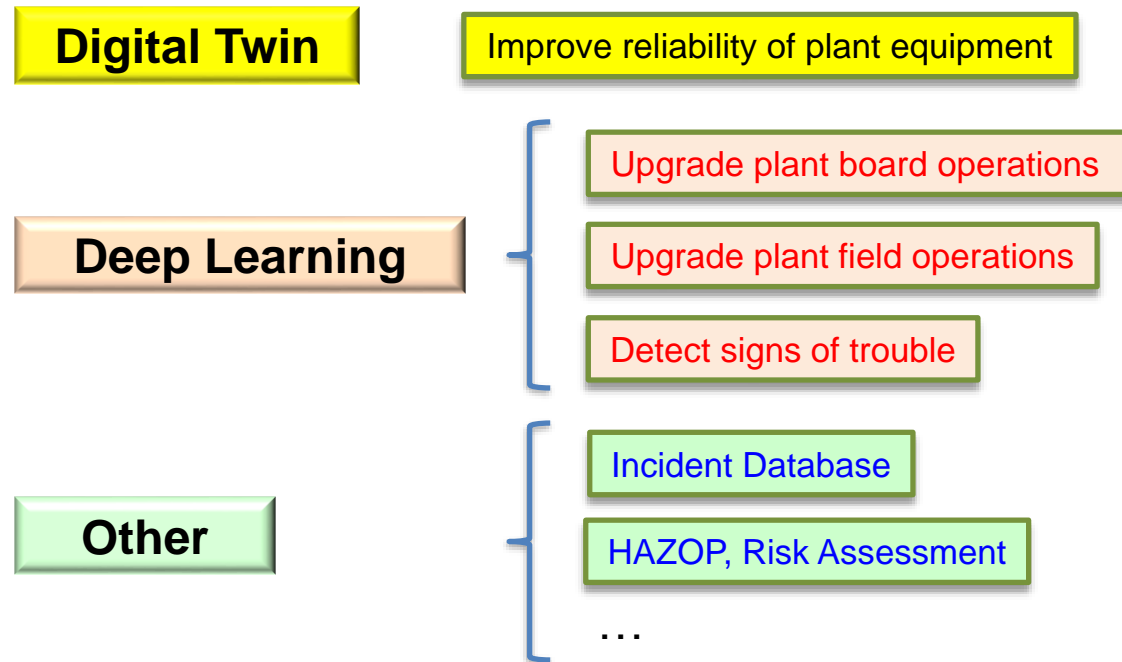 Digital Twin
Improve reliability of plant equipment
Deep Learning
Upgrade plant board operations
Upgrade plant field operations
Detect signs of trouble
Other
Incident Database
HAZOP, Risk Assessment
…